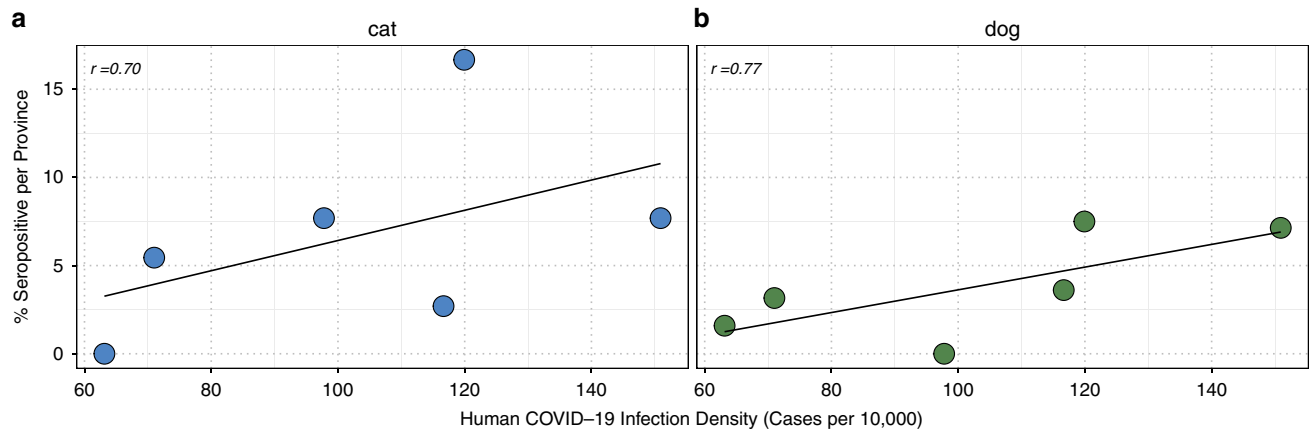 a
cat
r =0.70
% Seropositive per Province
15
10
5
0
60 80 100 120 140
b
dog
r =0.77
60 80 100 120 140
Human COVID−19 Infection Density (Cases per 10,000)